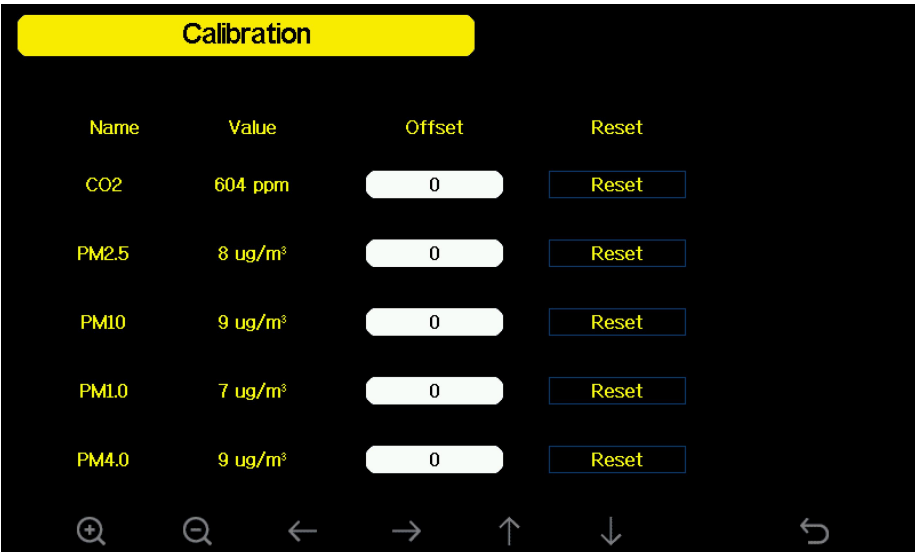 Calibration
Name Value Offset Reset
CO2 604 ppm 0 Reset
PM2.5 8 ug/m³ 0 Reset
PM10 9 ug/m³ 0 Reset
PM1.0 7 ug/m³ 0 Reset
PM4.0 9 ug/m³ 0 Reset